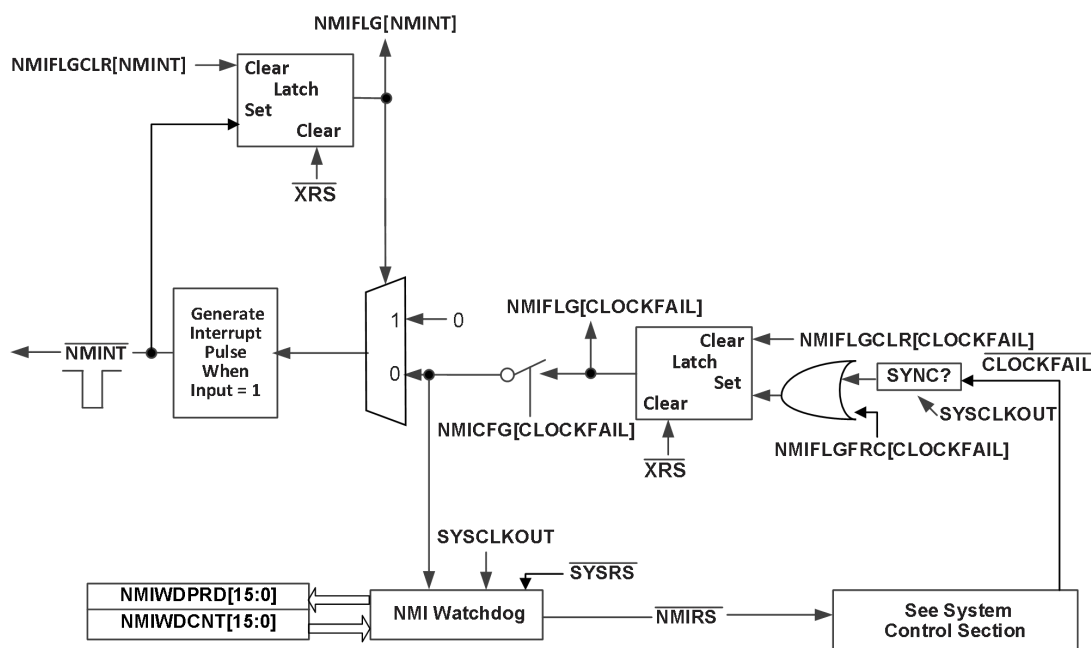 NMIFLG[NMINT]
NMIFLGCLR[NMINT]
Clear
Latch
Set
Clear
XRS
Generate
Interrupt
Pulse
When
Input = 1
NMINT
1
0
0
NMIFLG[CLOCKFAIL]
NMICFG[CLOCKFAIL]
Clear
Latch
Set
Clear
XRS
NMIFLGCLR[CLOCKFAIL]
CLOCKFAIL
SYNC?
SYSCLKOUT
NMIFLGFRC[CLOCKFAIL]
SYSCLKOUT
SYSRS
NMIWDPRD[15:0]
NMIWDCNT[15:0]
NMI Watchdog
NMIRS
See System
Control Section